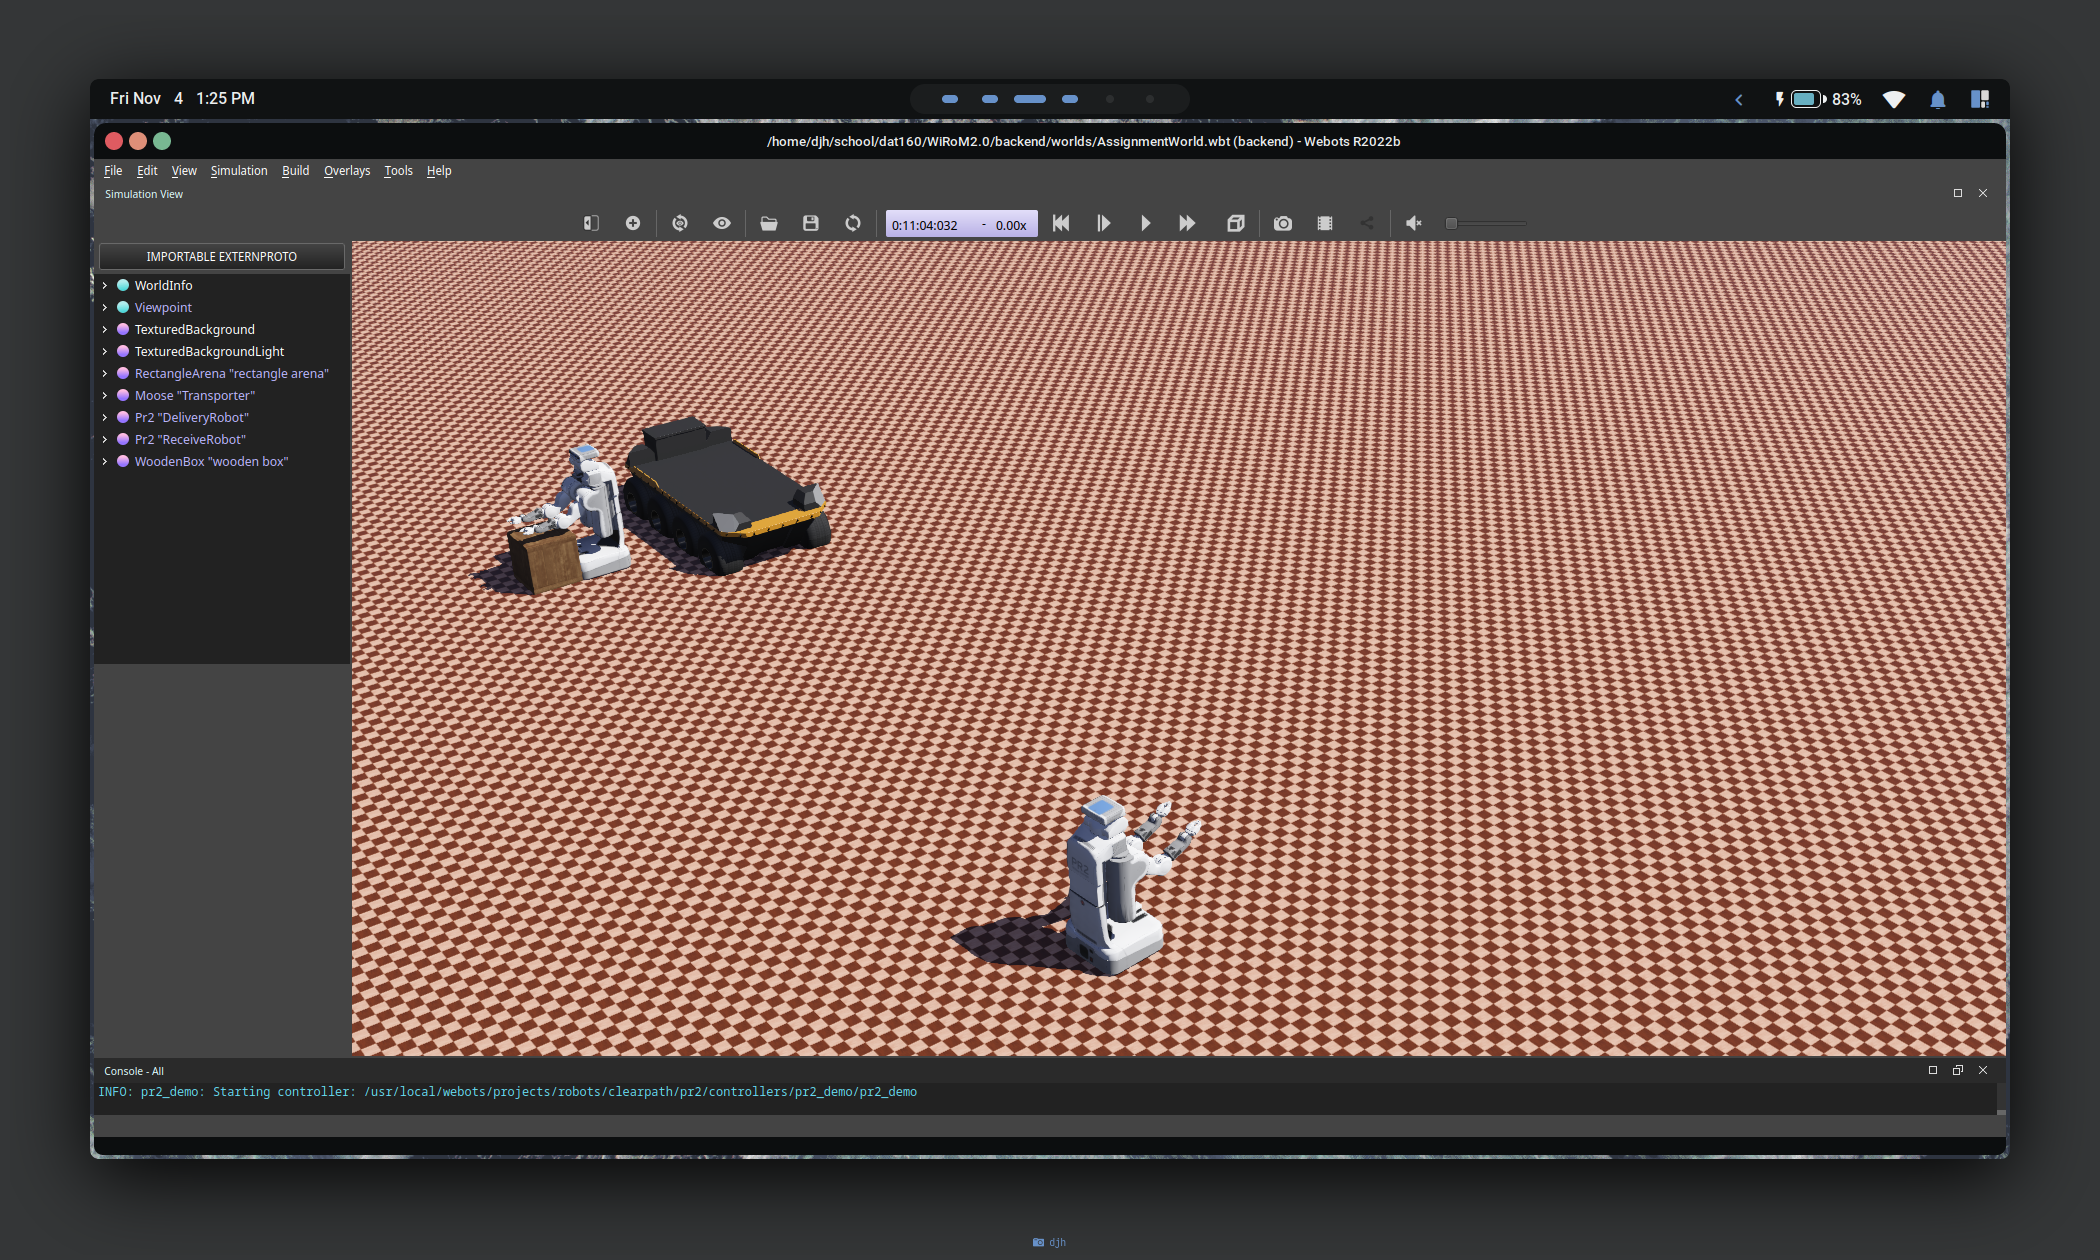 Fri Nov 4 1:25 PM
83%
/home/djh/school/dat160/WiRoM2.0/backend/worlds/AssignmentWorld.wbt (backend) - Webots R2022b
File Edit View Simulation Build Overlays Tools Help
Simulation View
0:11:04:032 - 0.00x
IMPORTABLE EXTERNPROTO
WorldInfo
Viewpoint
TexturedBackground
TexturedBackgroundLight
RectangleArena "rectangle arena"
Moose "Transporter"
Pr2 "DeliveryRobot"
Pr2 "ReceiveRobot"
WoodenBox "wooden box"
PR2
Console - All
INFO: pr2_demo: Starting controller: /usr/local/webots/projects/robots/clearpath/pr2/controllers/pr2_demo/pr2_demo
djh